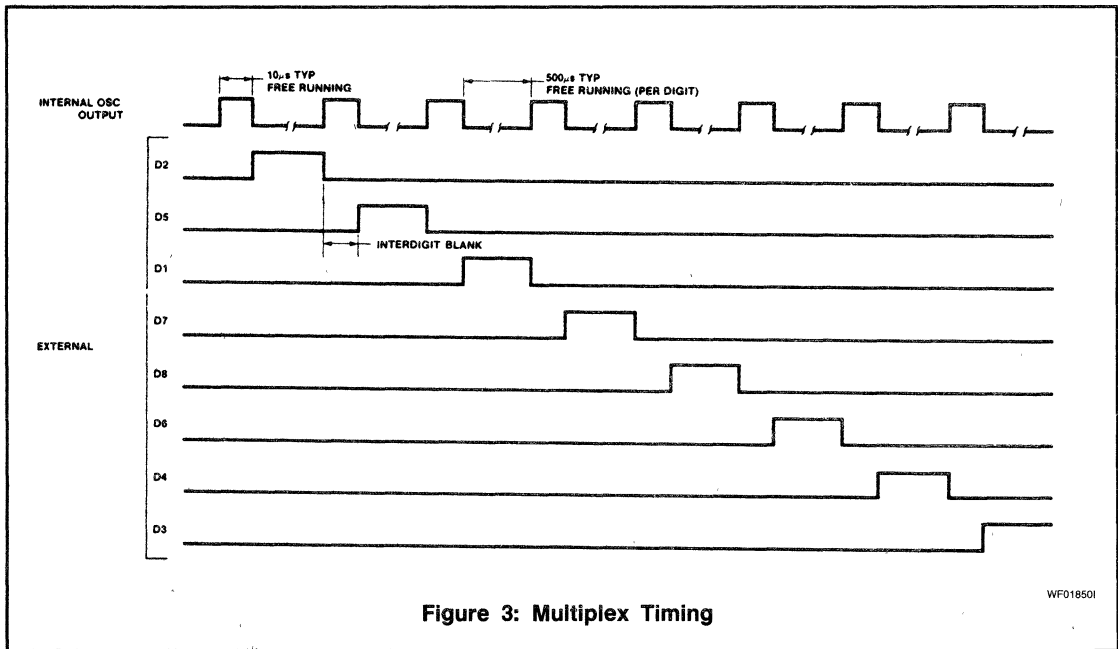 10μs TYP
FREE RUNNING
500μs TYP
FREE RUNNING (PER DIGIT)
INTERNAL OSC
OUTPUT
D2
D5
INTERDIGIT BLANK
D1
D7
EXTERNAL
D8
D6
D4
D3
WF01850I
Figure 3: Multiplex Timing